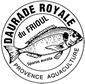 DAURADE ROYALE
du FRIOUL
sparus aurata
PROVENCE AQUACULTURE